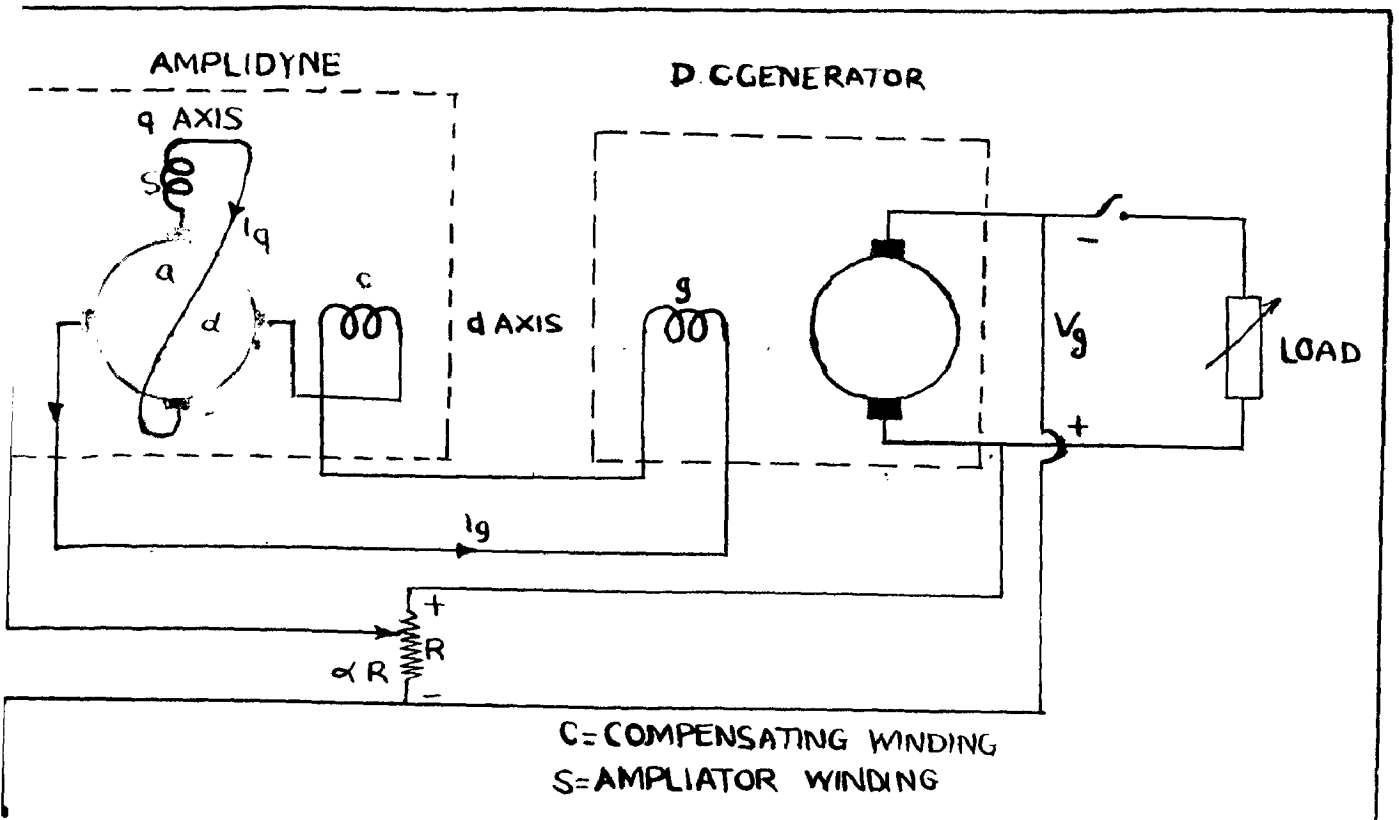 AMPLIDYNE
D.CGENERATOR
q AXIS
S
Iq
a
d
c
d AXIS
g
Vg
-
+
LOAD
Ig
+
R
αR
-
C=COMPENSATING WINDING
S=AMPLIATOR WINDING